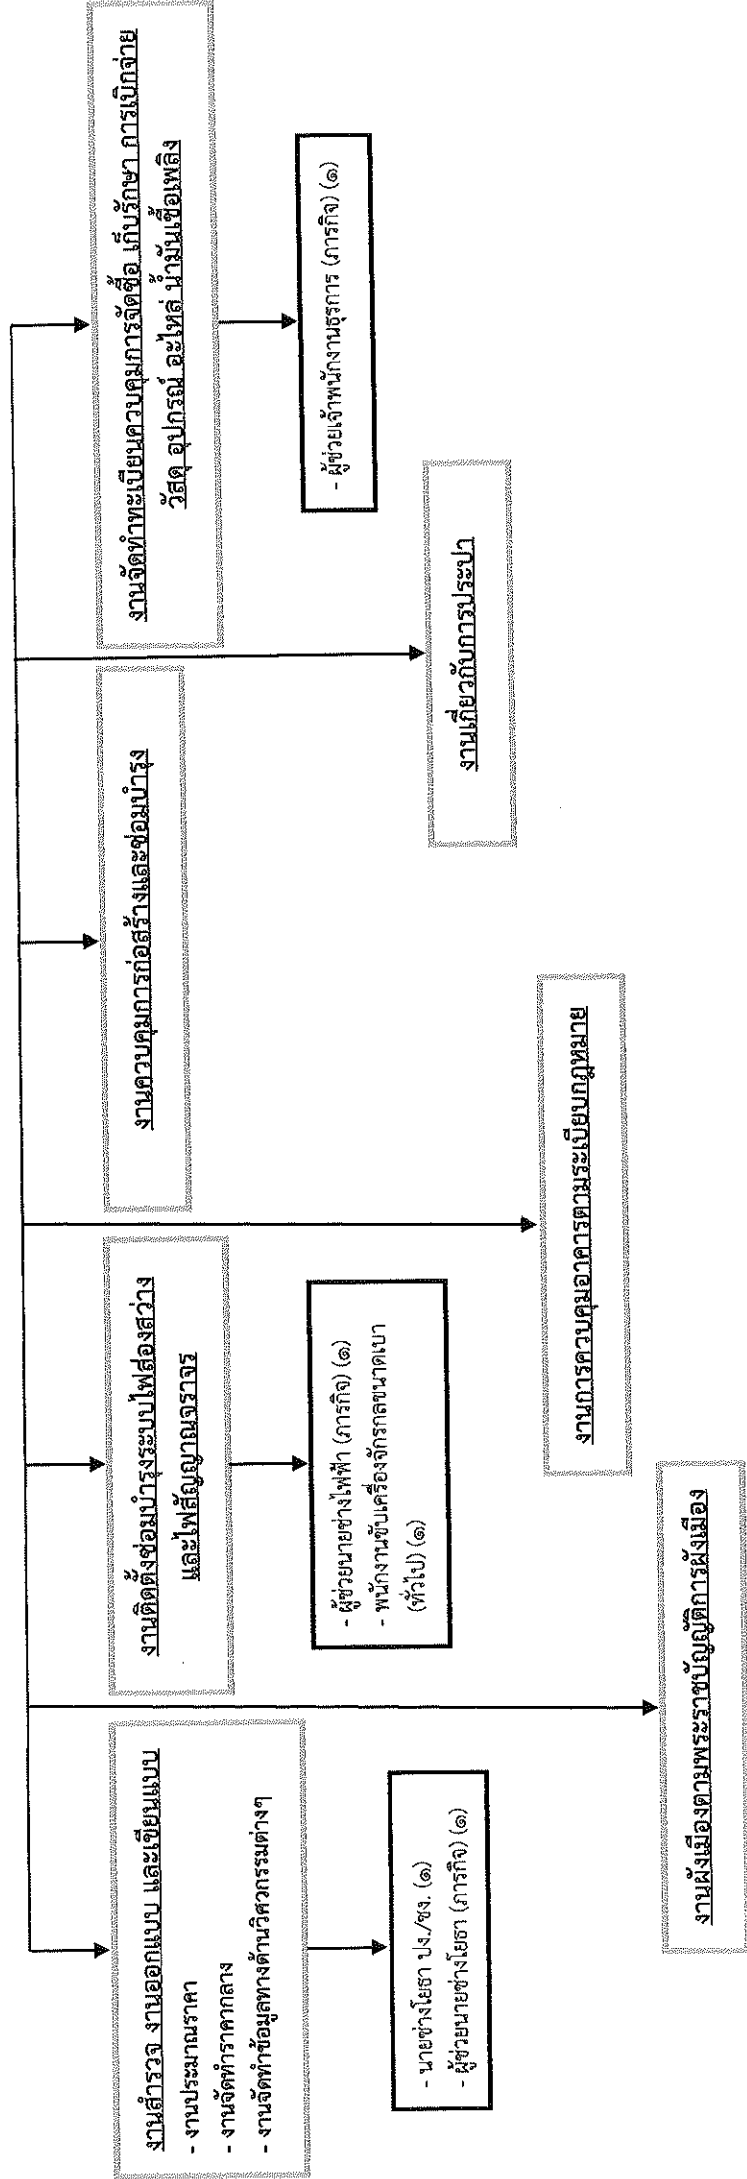 งานสำรวจ งานออกแบบ และเขียนแบบ
- งานประมาณราคา
- งานจัดทำราคากลาง
- งานจัดทำข้อมูลทางด้านวิศวกรรมต่างๆ
- นายช่างโยธา ปง./ชง. (๑)
- ผู้ช่วยนายช่างโยธา (ภารกิจ) (๑)
งานผังเมืองตามพระราชบัญญัติการผังเมือง
งานติดตั้งซ่อมบำรุงระบบไฟส่องสว่าง
และไฟสัญญาณจราจร
- ผู้ช่วยนายช่างไฟฟ้า (ภารกิจ) (๑)
- พนักงานขับเครื่องจักรกลขนาดเบา
(ทั่วไป) (๑)
งานการควบคุมอาคารตามระเบียบกฎหมาย
งานควบคุมการก่อสร้างและซ่อมบำรุง
งานเกี่ยวกับการประปา
งานจัดทำทะเบียนควบคุมการจัดซื้อ เก็บรักษา การเบิกจ่าย
วัสดุ อุปกรณ์ อะไหล่ น้ำมันเชื้อเพลิง
- ผู้ช่วยเจ้าพนักงานธุรการ (ภารกิจ) (๑)